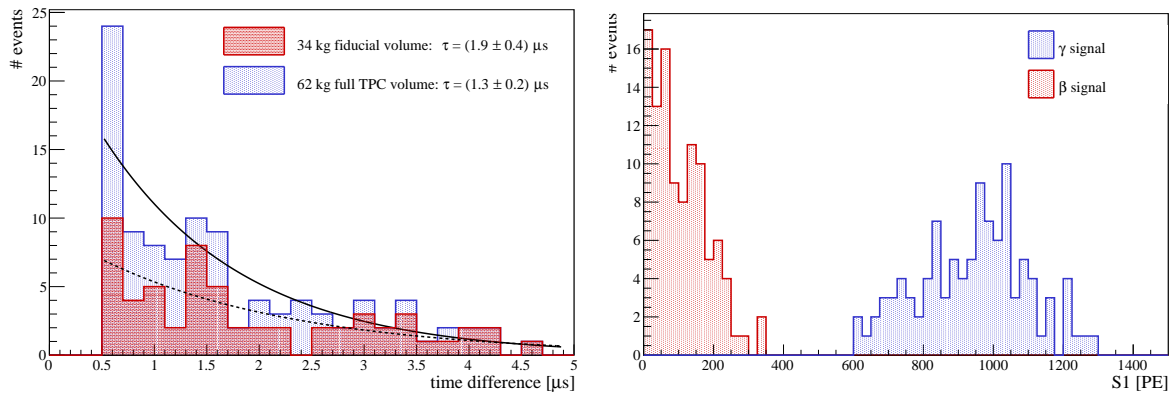 # events
25
20
15
10
5
0
34 kg fiducial volume: τ = (1.9 ± 0.4) μs
62 kg full TPC volume: τ = (1.3 ± 0.2) μs
0 0.5 1 1.5 2 2.5 3 3.5 4 4.5 5
time difference [μs]
# events
16
14
12
10
8
6
4
2
0
γ signal
β signal
0 200 400 600 800 1000 1200 1400
S1 [PE]